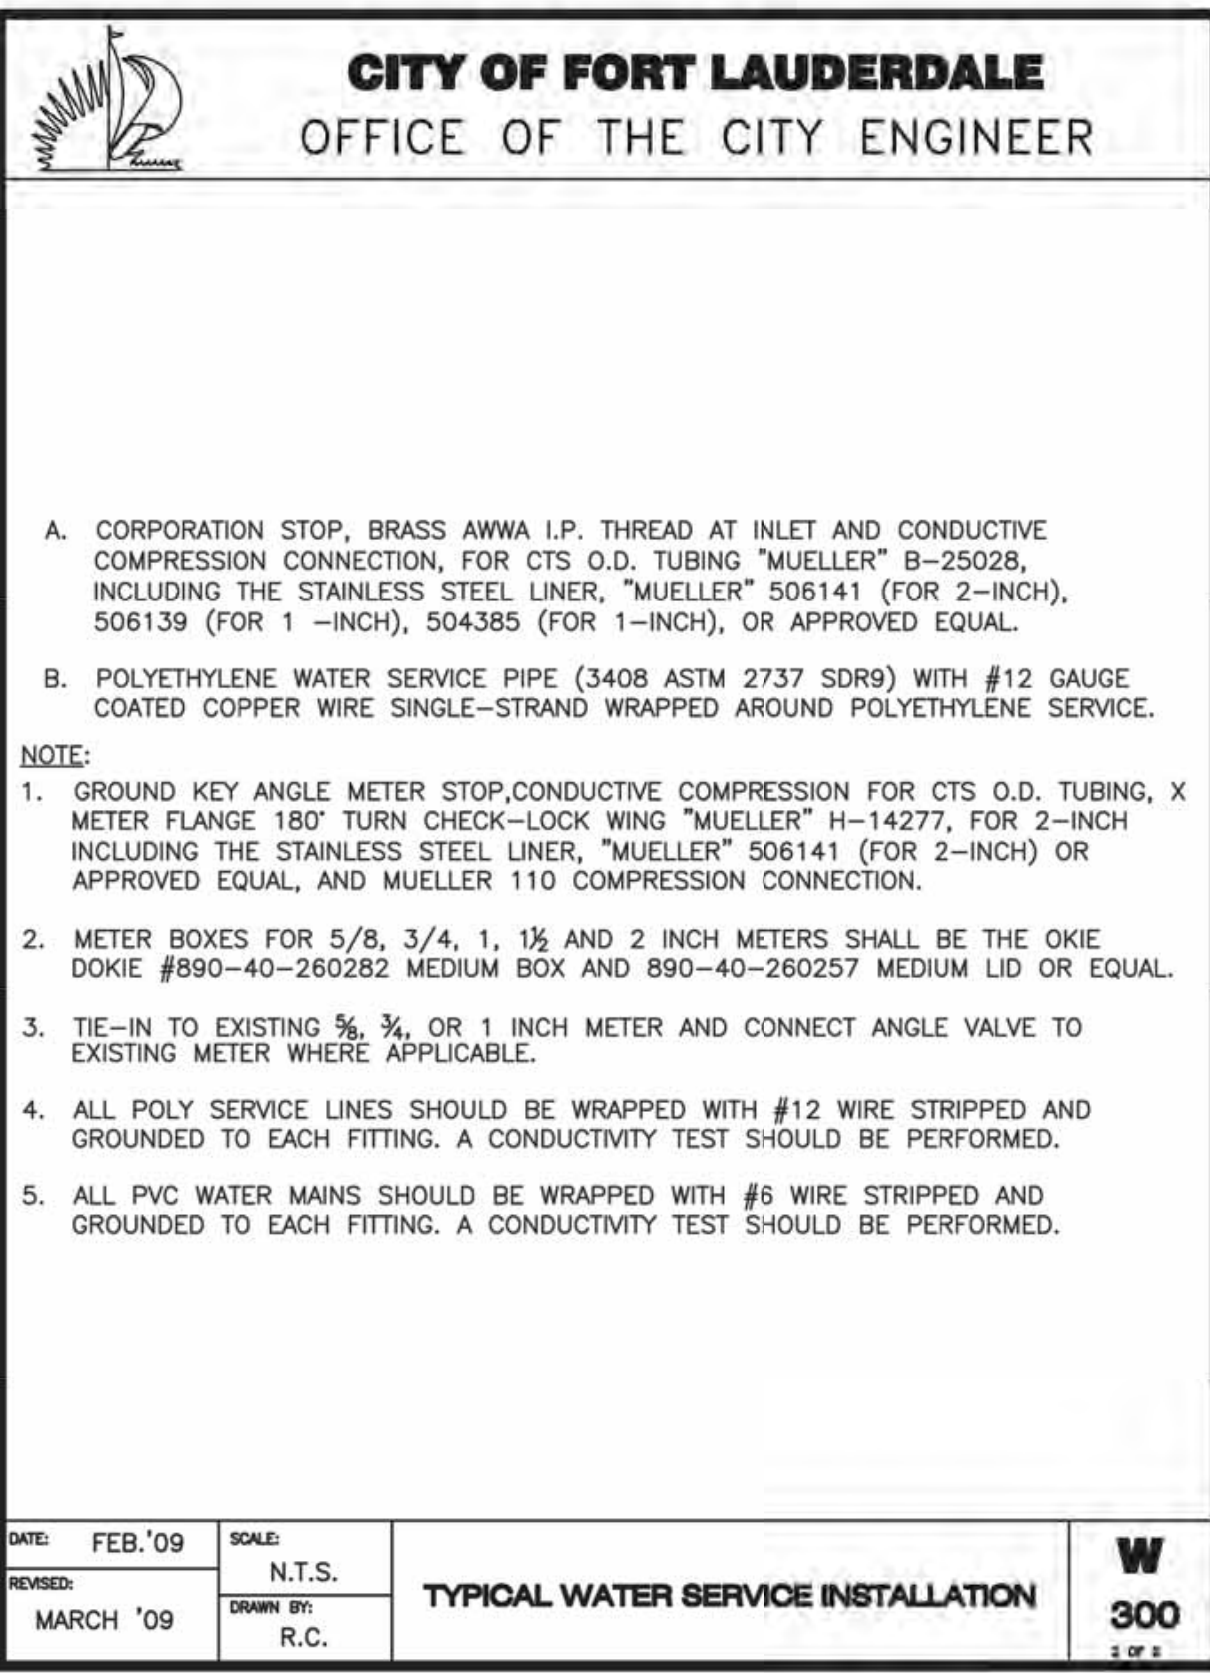 CITY OF FORT LAUDERDALE
OFFICE OF THE CITY ENGINEER
A. CORPORATION STOP, BRASS AWWA I.P. THREAD AT INLET AND CONDUCTIVE
COMPRESSION CONNECTION, FOR CTS O.D. TUBING "MUELLER" B-25028,
INCLUDING THE STAINLESS STEEL LINER, "MUELLER" 506141 (FOR 2-INCH),
506139 (FOR 1 -INCH), 504385 (FOR 1-INCH), OR APPROVED EQUAL.
B. POLYETHYLENE WATER SERVICE PIPE (3408 ASTM 2737 SDR9) WITH #12 GAUGE
COATED COPPER WIRE SINGLE-STRAND WRAPPED AROUND POLYETHYLENE SERVICE.
NOTE:
1. GROUND KEY ANGLE METER STOP,CONDUCTIVE COMPRESSION FOR CTS O.D. TUBING, X
METER FLANGE 180° TURN CHECK-LOCK WING "MUELLER" H-14277, FOR 2-INCH
INCLUDING THE STAINLESS STEEL LINER, "MUELLER" 506141 (FOR 2-INCH) OR
APPROVED EQUAL, AND MUELLER 110 COMPRESSION CONNECTION.
2. METER BOXES FOR 5/8, 3/4, 1, 1½ AND 2 INCH METERS SHALL BE THE OKIE
DOKIE #890-40-260282 MEDIUM BOX AND 890-40-260257 MEDIUM LID OR EQUAL.
3. TIE-IN TO EXISTING ⅝, ¾, OR 1 INCH METER AND CONNECT ANGLE VALVE TO
EXISTING METER WHERE APPLICABLE.
4. ALL POLY SERVICE LINES SHOULD BE WRAPPED WITH #12 WIRE STRIPPED AND
GROUNDED TO EACH FITTING. A CONDUCTIVITY TEST SHOULD BE PERFORMED.
5. ALL PVC WATER MAINS SHOULD BE WRAPPED WITH #6 WIRE STRIPPED AND
GROUNDED TO EACH FITTING. A CONDUCTIVITY TEST SHOULD BE PERFORMED.
DATE: FEB.'09
REVISED:
MARCH '09
SCALE:
N.T.S.
DRAWN BY:
R.C.
TYPICAL WATER SERVICE INSTALLATION
W
300
2 OF 2